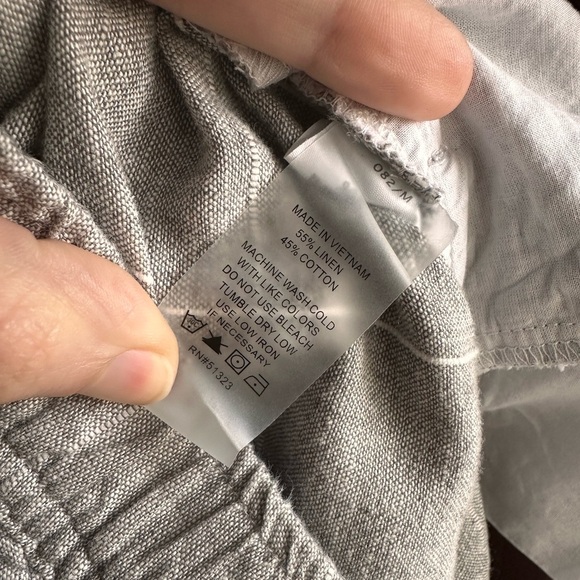 082/M
MADE IN VIETNAM
55% LINEN
45% COTTON
MACHINE WASH COLD
WITH LIKE COLORS
DO NOT USE BLEACH
TUMBLE DRY LOW
USE LOW IRON
IF NECESSARY
RN#51323